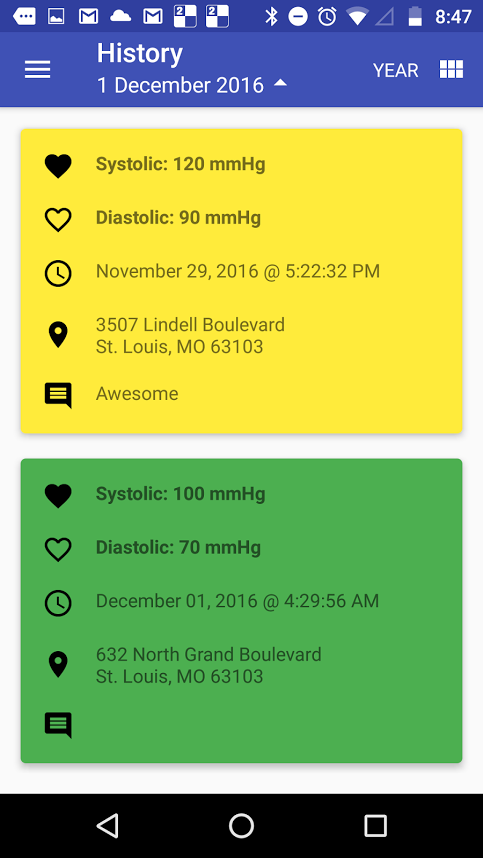 2 2 8:47
History
1 December 2016
YEAR
Systolic: 120 mmHg
Diastolic: 90 mmHg
November 29, 2016 @ 5:22:32 PM
3507 Lindell Boulevard
St. Louis, MO 63103
Awesome
Systolic: 100 mmHg
Diastolic: 70 mmHg
December 01, 2016 @ 4:29:56 AM
632 North Grand Boulevard
St. Louis, MO 63103